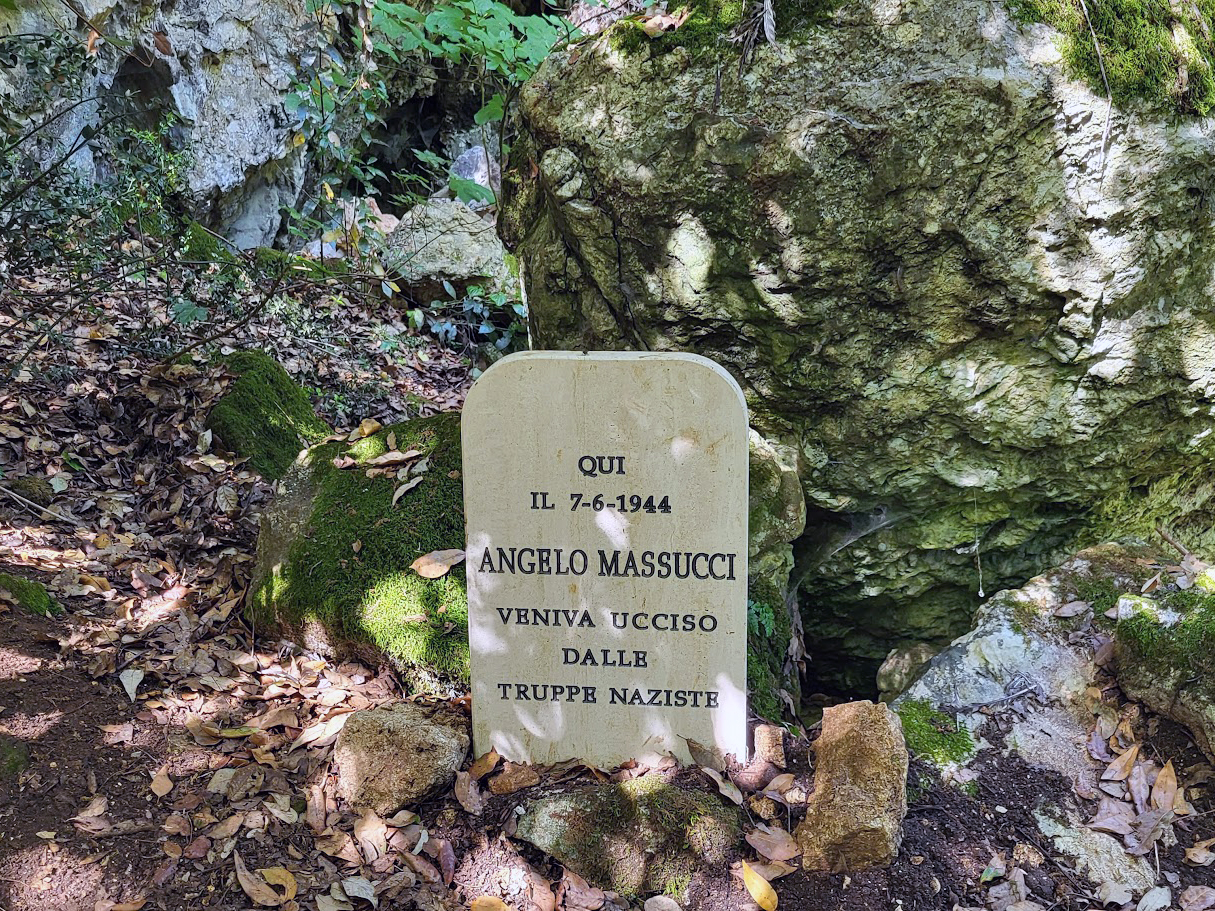 QUI
IL 7-6-1944
ANGELO MASSUCCI
VENIVA UCCISO
DALLE
TRUPPE NAZISTE